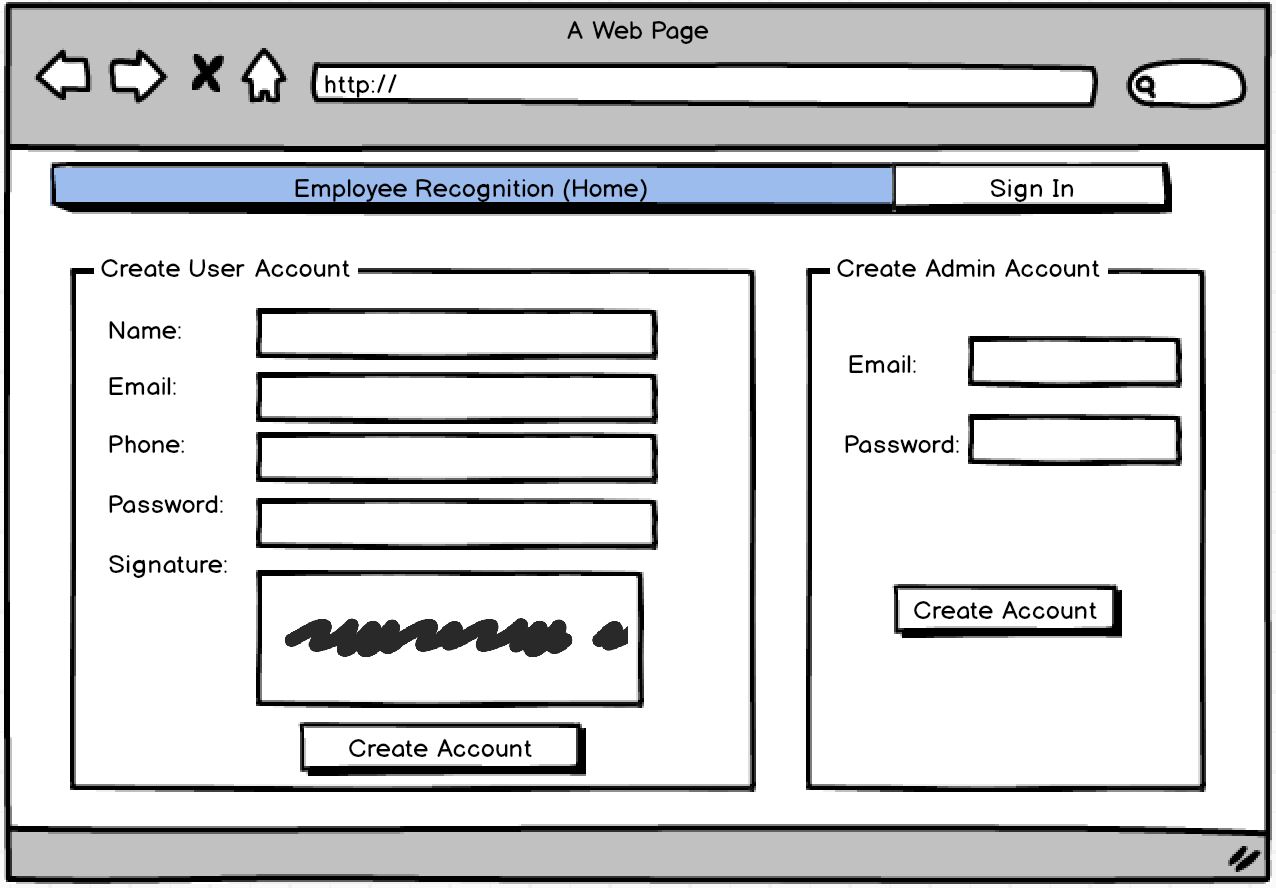 A Web Page
http://
Employee Recognition (Home)
Sign In
Create User Account
Name:
Email:
Phone:
Password:
Signature:
Create Account
Create Admin Account
Email:
Password:
Create Account